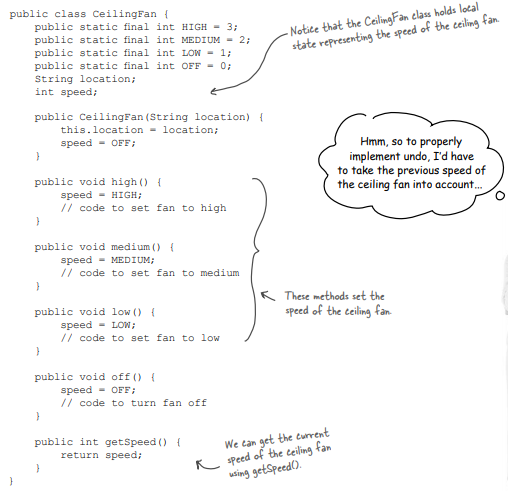 public class CeilingFan {
public static final int HIGH = 3;
public static final int MEDIUM = 2;
public static final int LOW = 1;
public static final int OFF = 0;
String location;
int speed;
public CeilingFan(String location) {
this.location = location;
speed = OFF;
}
public void high() {
speed = HIGH;
// code to set fan to high
}
public void medium() {
speed = MEDIUM;
// code to set fan to medium
}
public void low() {
speed = LOW;
// code to set fan to low
}
public void off() {
speed = OFF;
// code to turn fan off
}
public int getSpeed() {
return speed;
}
}
Notice that the CeilingFan class holds local
state representing the speed of the ceiling fan.
Hmm, so to properly
implement undo, I'd have
to take the previous speed of
the ceiling fan into account...
These methods set the
speed of the ceiling fan.
We can get the current
speed of the ceiling fan
using getSpeed().